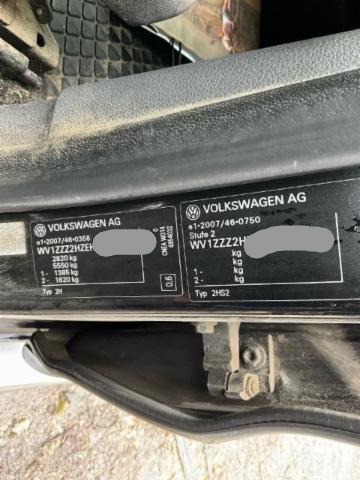 VOLKSWAGEN AG
e1*2007/46*0356
WV1ZZZ2HZEH
2820 kg
5550 kg
1 - 1385 kg
2 - 1620 kg
Typ 2H
0.6
VOLKSWAGEN AG
e1*2007/46*0750
Stufe 2
WV1ZZZ2H
kg
kg
1 - kg
2 - kg
Typ 2HS2